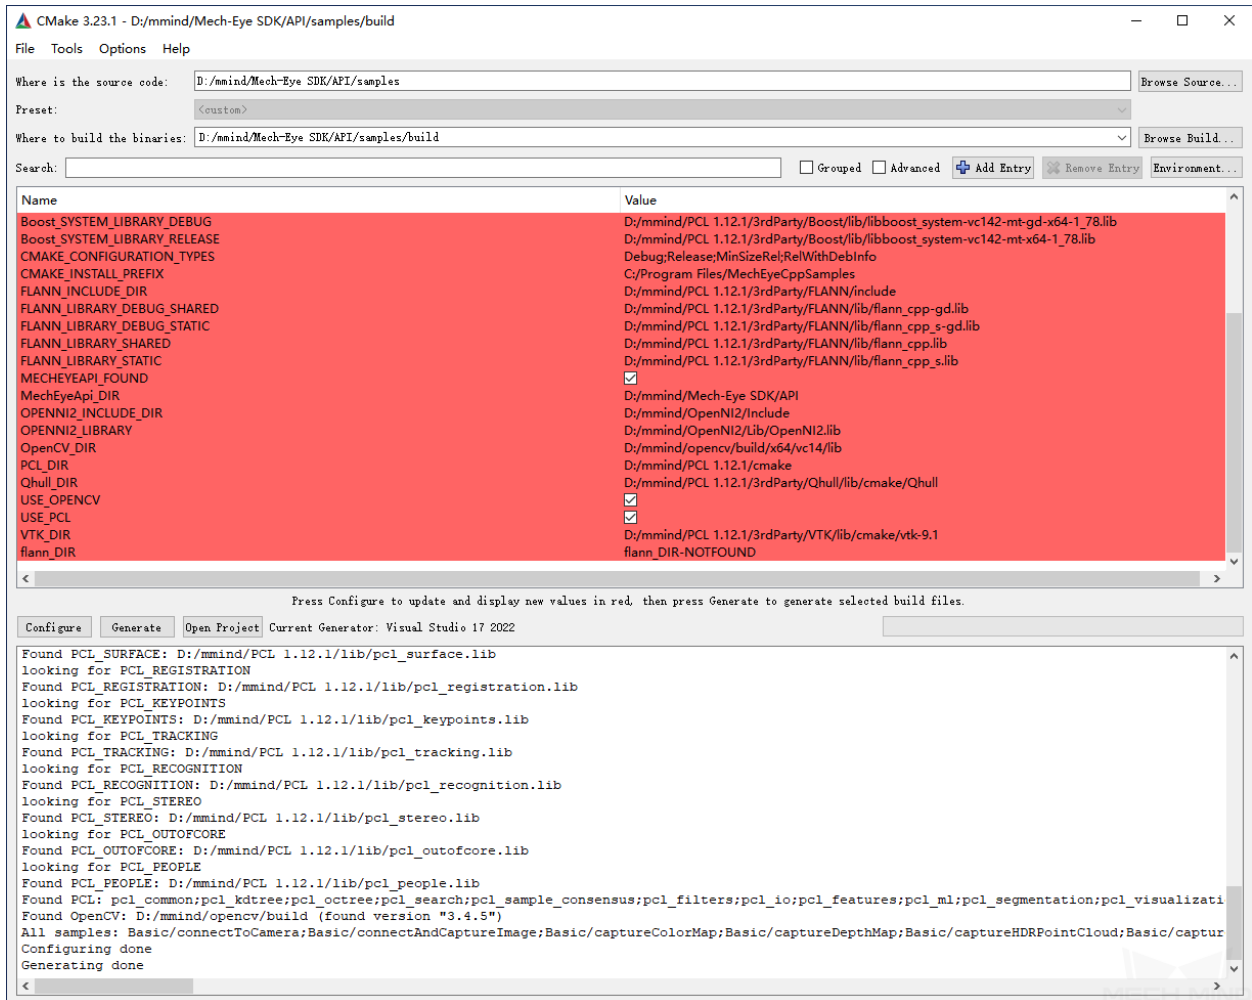 CMake 3.23.1 - D:/mmind/Mech-Eye SDK/API/samples/build
File Tools Options Help
Where is the source code: D:/mmind/Mech-Eye SDK/API/samples Browse Source...
Preset: <custom>
Where to build the binaries: D:/mmind/Mech-Eye SDK/API/samples/build Browse Build...
Search: Grouped Advanced Add Entry Remove Entry Environment...
Name Value
Boost_SYSTEM_LIBRARY_DEBUG D:/mmind/PCL 1.12.1/3rdParty/Boost/lib/libboost_system-vc142-mt-gd-x64-1_78.lib
Boost_SYSTEM_LIBRARY_RELEASE D:/mmind/PCL 1.12.1/3rdParty/Boost/lib/libboost_system-vc142-mt-x64-1_78.lib
CMAKE_CONFIGURATION_TYPES Debug;Release;MinSizeRel;RelWithDebInfo
CMAKE_INSTALL_PREFIX C:/Program Files/MechEyeCppSamples
FLANN_INCLUDE_DIR D:/mmind/PCL 1.12.1/3rdParty/FLANN/include
FLANN_LIBRARY_DEBUG_SHARED D:/mmind/PCL 1.12.1/3rdParty/FLANN/lib/flann_cpp-gd.lib
FLANN_LIBRARY_DEBUG_STATIC D:/mmind/PCL 1.12.1/3rdParty/FLANN/lib/flann_cpp_s-gd.lib
FLANN_LIBRARY_SHARED D:/mmind/PCL 1.12.1/3rdParty/FLANN/lib/flann_cpp.lib
FLANN_LIBRARY_STATIC D:/mmind/PCL 1.12.1/3rdParty/FLANN/lib/flann_cpp_s.lib
MECHEYEAPI_FOUND
MechEyeApi_DIR D:/mmind/Mech-Eye SDK/API
OPENNI2_INCLUDE_DIR D:/mmind/OpenNI2/Include
OPENNI2_LIBRARY D:/mmind/OpenNI2/Lib/OpenNI2.lib
OpenCV_DIR D:/mmind/opencv/build/x64/vc14/lib
PCL_DIR D:/mmind/PCL 1.12.1/cmake
Qhull_DIR D:/mmind/PCL 1.12.1/3rdParty/Qhull/lib/cmake/Qhull
USE_OPENCV
USE_PCL
VTK_DIR D:/mmind/PCL 1.12.1/3rdParty/VTK/lib/cmake/vtk-9.1
flann_DIR flann_DIR-NOTFOUND
Press Configure to update and display new values in red, then press Generate to generate selected build files.
Configure Generate Open Project Current Generator: Visual Studio 17 2022
Found PCL_SURFACE: D:/mmind/PCL 1.12.1/lib/pcl_surface.lib
looking for PCL_REGISTRATION
Found PCL_REGISTRATION: D:/mmind/PCL 1.12.1/lib/pcl_registration.lib
looking for PCL_KEYPOINTS
Found PCL_KEYPOINTS: D:/mmind/PCL 1.12.1/lib/pcl_keypoints.lib
looking for PCL_TRACKING
Found PCL_TRACKING: D:/mmind/PCL 1.12.1/lib/pcl_tracking.lib
looking for PCL_RECOGNITION
Found PCL_RECOGNITION: D:/mmind/PCL 1.12.1/lib/pcl_recognition.lib
looking for PCL_STEREO
Found PCL_STEREO: D:/mmind/PCL 1.12.1/lib/pcl_stereo.lib
looking for PCL_OUTOFCORE
Found PCL_OUTOFCORE: D:/mmind/PCL 1.12.1/lib/pcl_outofcore.lib
looking for PCL_PEOPLE
Found PCL_PEOPLE: D:/mmind/PCL 1.12.1/lib/pcl_people.lib
Found PCL: pcl_common;pcl_kdtree;pcl_octree;pcl_search;pcl_sample_consensus;pcl_filters;pcl_io;pcl_features;pcl_ml;pcl_segmentation;pcl_visualizati
Found OpenCV: D:/mmind/opencv/build (found version "3.4.5")
All samples: Basic/connectToCamera;Basic/connectAndCaptureImage;Basic/captureColorMap;Basic/captureDepthMap;Basic/captureHDRPointCloud;Basic/captur
Configuring done
Generating done
MECH MIND